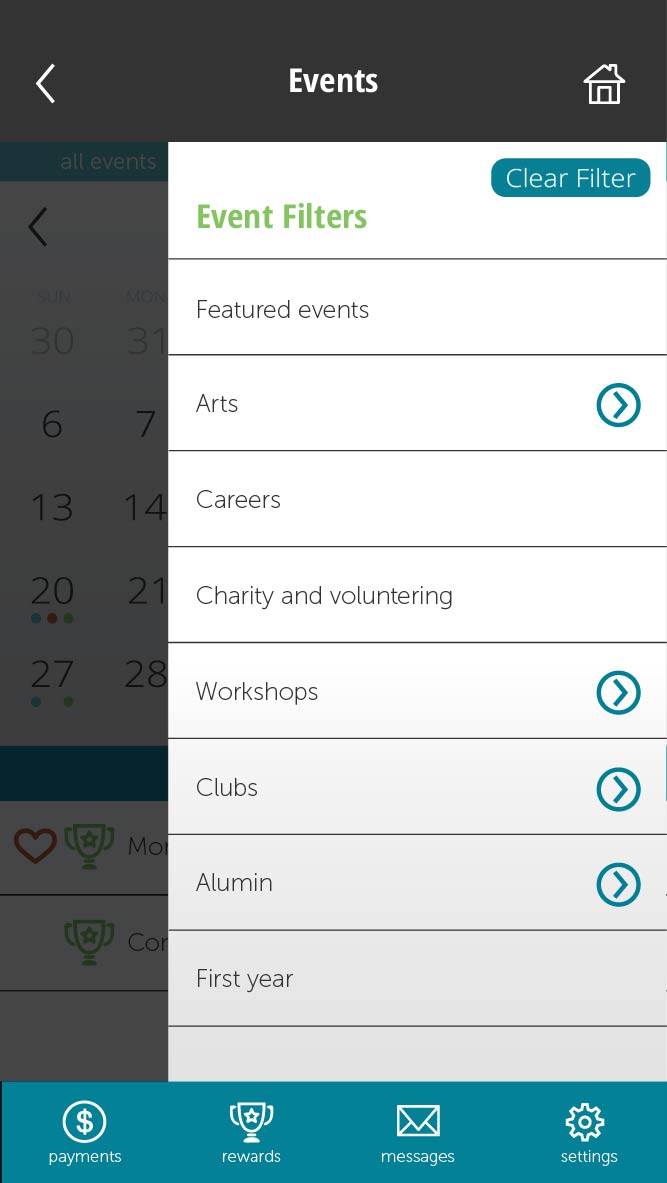 Events
all events
Clear Filter
Event Filters
SUN MON
30 31
6 7
13 14
20 21
27 28
Featured events
Arts
Careers
Charity and voluntering
Workshops
Clubs
Alumin
First year
payments rewards messages settings